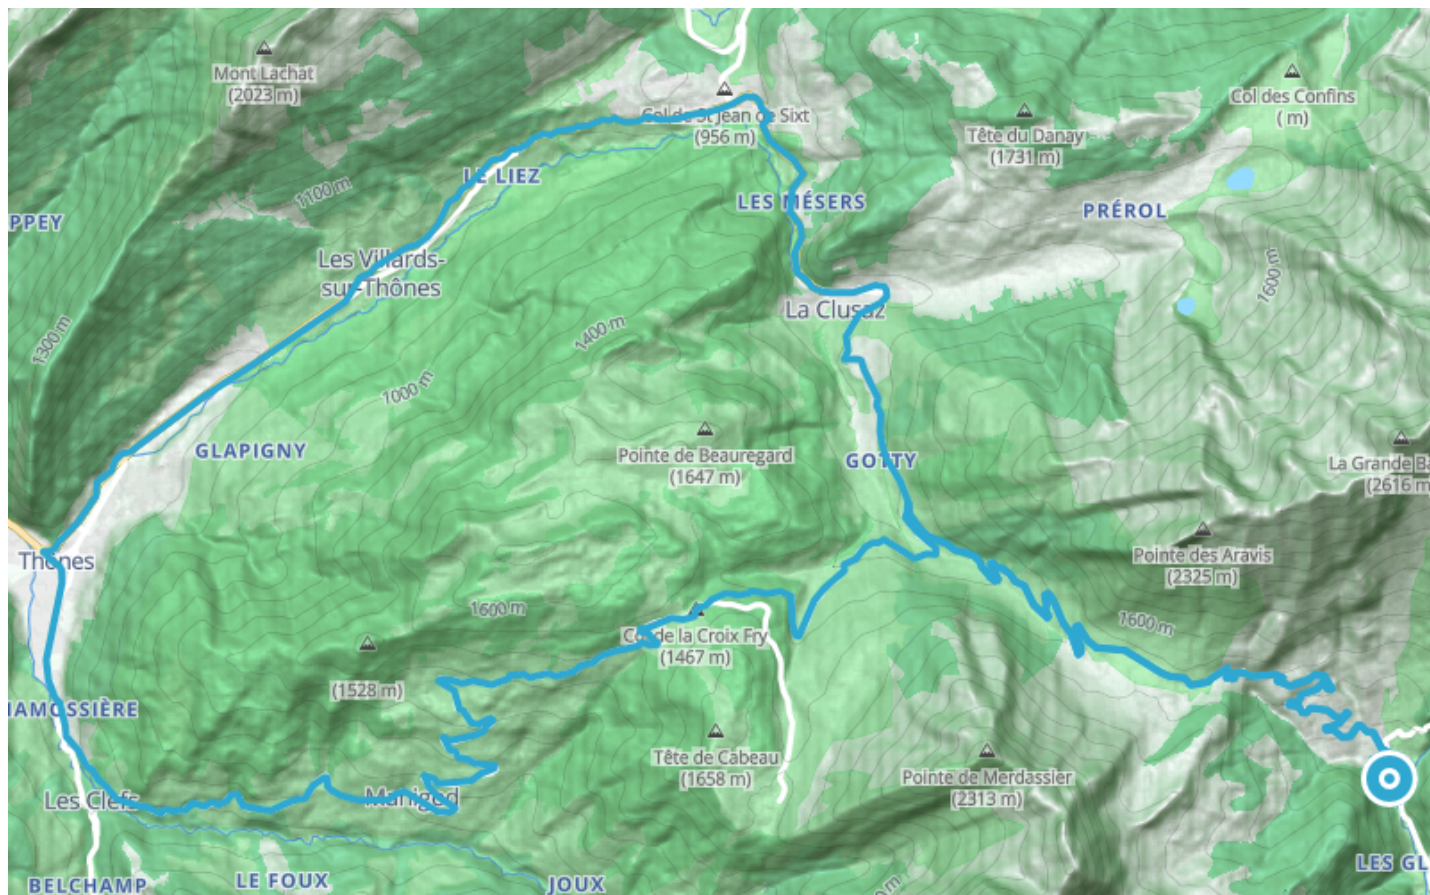 Mont Lachat
(2023 m)
Col des Confins
( m)
Col de St Jean de Sixt
(956 m)
Tête du Danay
(1731 m)
LE LIEZ
1100 m
LES MÉSERS
PRÉROL
PPEY
Les Villards-
sur-Thônes
1600 m
La Clusaz
1300 m
1400 m
1000 m
GLAPIGNY
Pointe de Beauregard
(1647 m)
GOTTY
La Grande Ba
(2616 m
Thônes
Pointe des Aravis
(2325 m)
1600 m
1600 m
Col de la Croix Fry
(1467 m)
(1528 m)
HAMOSSIÈRE
Tête de Cabeau
(1658 m)
Pointe de Merdassier
(2313 m)
Les Clefs
Manigod
LES GL
BELCHAMP
LE FOUX
JOUX